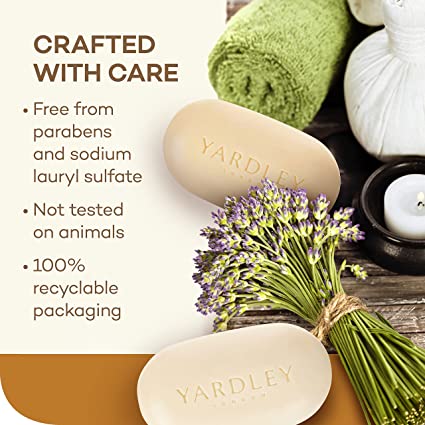 CRAFTED
WITH CARE
• Free from
parabens
and sodium
lauryl sulfate
• Not tested
on animals
• 100%
recyclable
packaging
YARDLEY
LONDON
YARDLEY
LONDON